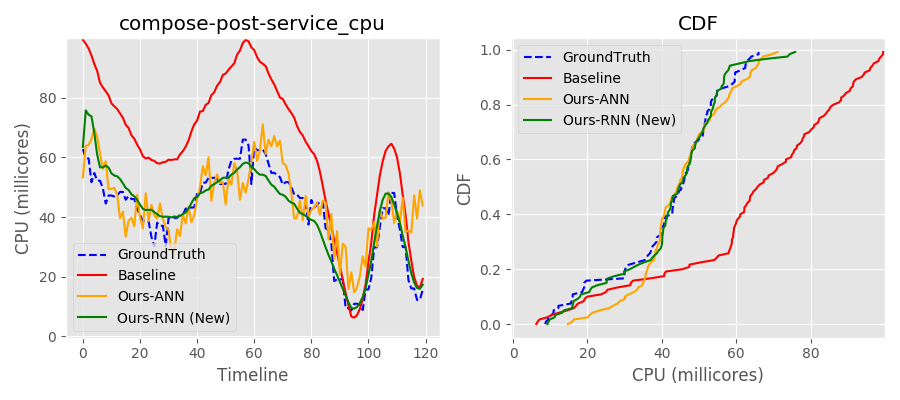 compose-post-service_cpu
CPU (millicores)
80
60
40
20
0
GroundTruth
Baseline
Ours-ANN
Ours-RNN (New)
0 20 40 60 80 100 120
Timeline
CDF
CDF
1.0
0.8
0.6
0.4
0.2
0.0
GroundTruth
Baseline
Ours-ANN
Ours-RNN (New)
0 20 40 60 80
CPU (millicores)